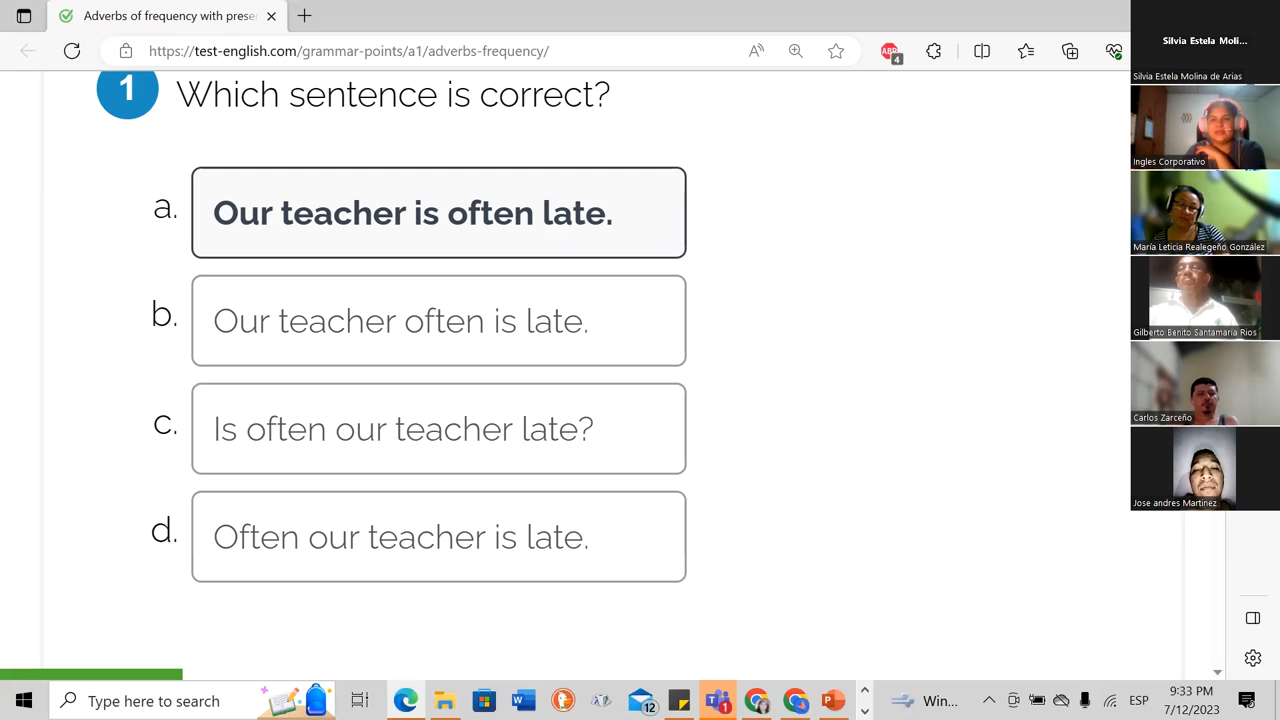 Adverbs of frequency with prese
https://test-english.com/grammar-points/a1/adverbs-frequency/
4
1 Which sentence is correct?
a. Our teacher is often late.
b. Our teacher often is late.
c. Is often our teacher late?
d. Often our teacher is late.
Silvia Estela Moli...
Silvia Estela Molina de Arias
Ingles Corporativo
María Leticia Realegeño González
Gilberto Benito Santamaria Rios
Carlos Zarceño
Jose andres Martinez
Type here to search
12
1
Win...
ESP
9:33 PM
7/12/2023